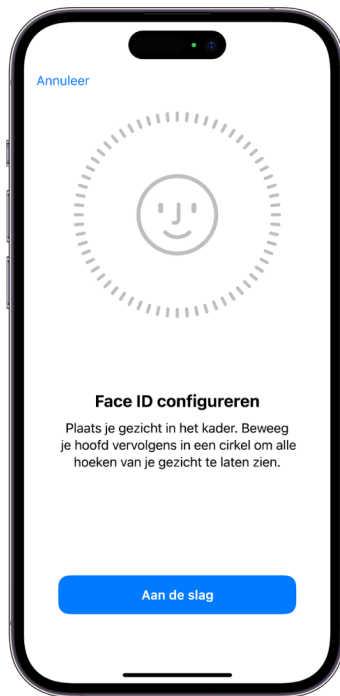 Annuleer
Face ID configureren
Plaats je gezicht in het kader. Beweeg
je hoofd vervolgens in een cirkel om alle
hoeken van je gezicht te laten zien.
Aan de slag